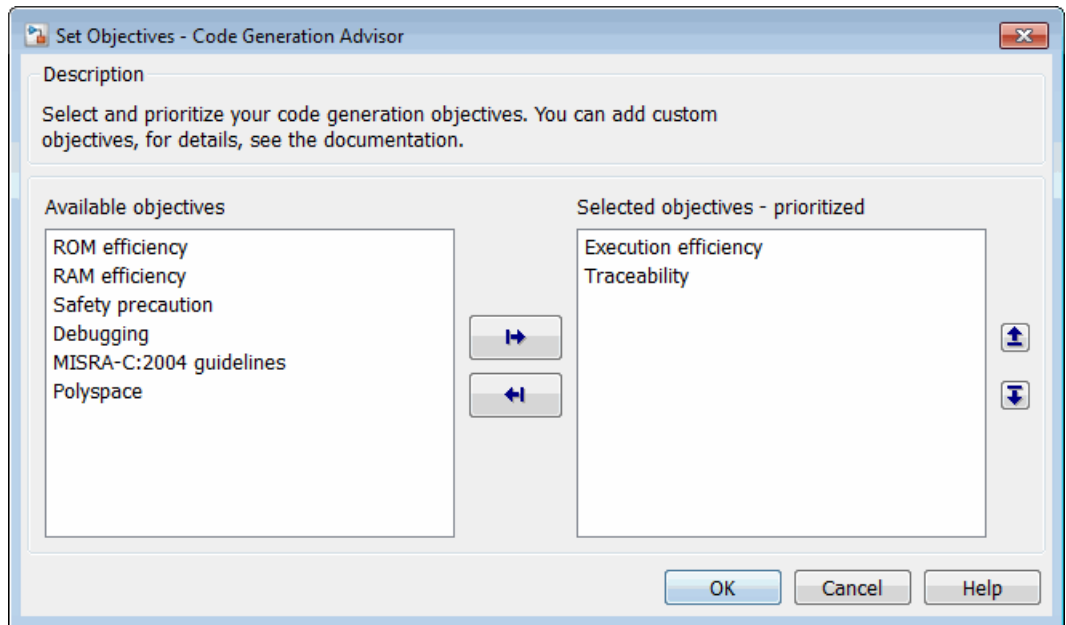 Set Objectives - Code Generation Advisor
Description
Select and prioritize your code generation objectives. You can add custom
objectives, for details, see the documentation.
Available objectives
ROM efficiency
RAM efficiency
Safety precaution
Debugging
MISRA-C:2004 guidelines
Polyspace
Selected objectives - prioritized
Execution efficiency
Traceability
OK
Cancel
Help